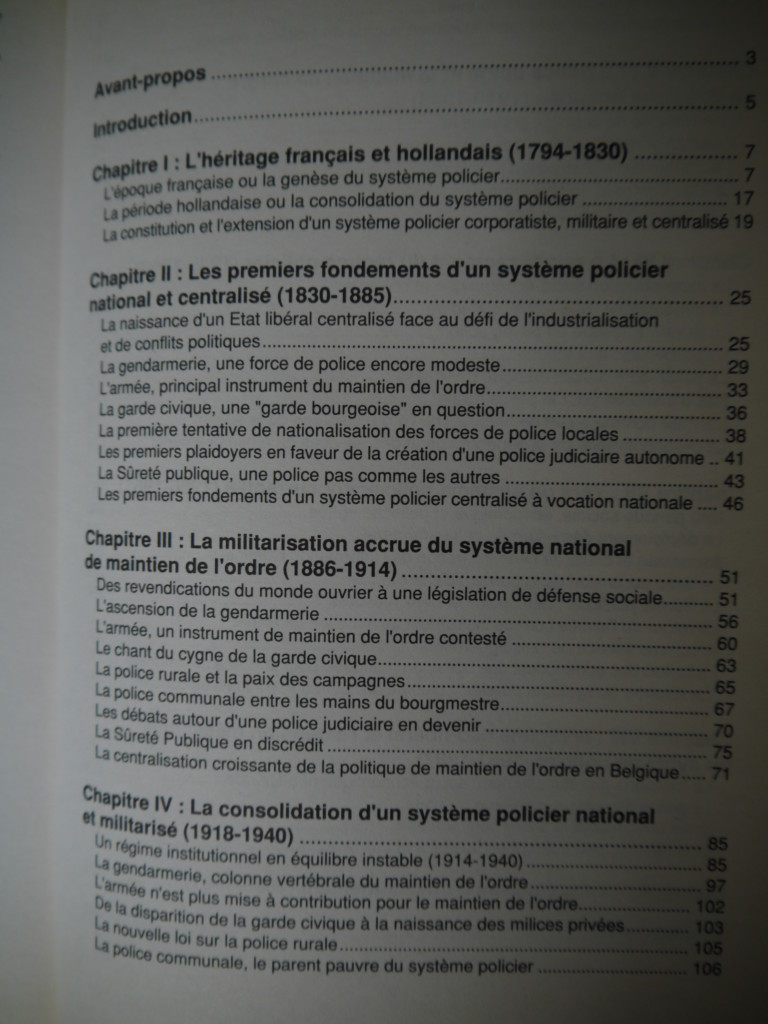 Avant-propos ........ 3
Introduction ........ 5
Chapitre I : L'héritage français et hollandais (1794-1830) ........ 7
L'époque française ou la genèse du système policier ........ 7
La période hollandaise ou la consolidation du système policier ........ 17
La constitution et l'extension d'un système policier corporatiste, militaire et centralisé 19
Chapitre II : Les premiers fondements d'un système policier
national et centralisé (1830-1885) ........ 25
La naissance d'un Etat libéral centralisé face au défi de l'industrialisation
et de conflits politiques ........ 25
La gendarmerie, une force de police encore modeste ........ 29
L'armée, principal instrument du maintien de l'ordre ........ 33
La garde civique, une "garde bourgeoise" en question ........ 36
La première tentative de nationalisation des forces de police locales ........ 38
Les premiers plaidoyers en faveur de la création d'une police judiciaire autonome .. 41
La Sûreté publique, une police pas comme les autres ........ 43
Les premiers fondements d'un système policier centralisé à vocation nationale .... 46
Chapitre III : La militarisation accrue du système national
de maintien de l'ordre (1886-1914) ........ 51
Des revendications du monde ouvrier à une législation de défense sociale ........ 51
L'ascension de la gendarmerie ........ 56
L'armée, un instrument de maintien de l'ordre contesté ........ 60
Le chant du cygne de la garde civique ........ 63
La police rurale et la paix des campagnes ........ 65
La police communale entre les mains du bourgmestre ........ 67
Les débats autour d'une police judiciaire en devenir ........ 70
La Sûreté Publique en discrédit ........ 75
La centralisation croissante de la politique de maintien de l'ordre en Belgique ..... 71
Chapitre IV : La consolidation d'un système policier national
et militarisé (1918-1940) ........ 85
Un régime institutionnel en équilibre instable (1914-1940) ........ 85
La gendarmerie, colonne vertébrale du maintien de l'ordre ........ 97
L'armée n'est plus mise à contribution pour le maintien de l'ordre ........ 102
De la disparition de la garde civique à la naissance des milices privées ........ 103
La nouvelle loi sur la police rurale ........ 105
La police communale, le parent pauvre du système policier ........ 106